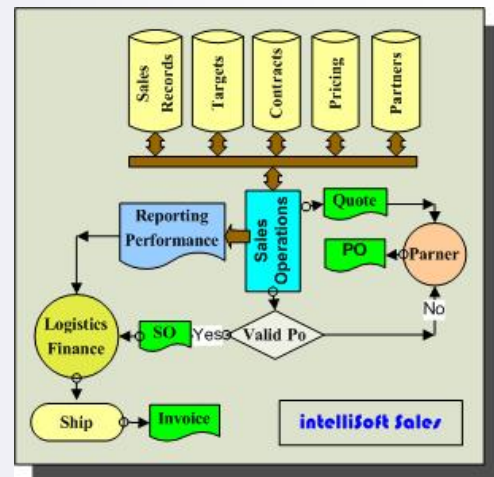 Sales
Records
Targets
Contracts
Pricing
Partners
Reporting
Performance
Sales
Operations
Quote
PO
Parner
No
Logistics
Finance
SO
Yes
Valid Po
Ship
Invoice
intelliSoft Sales